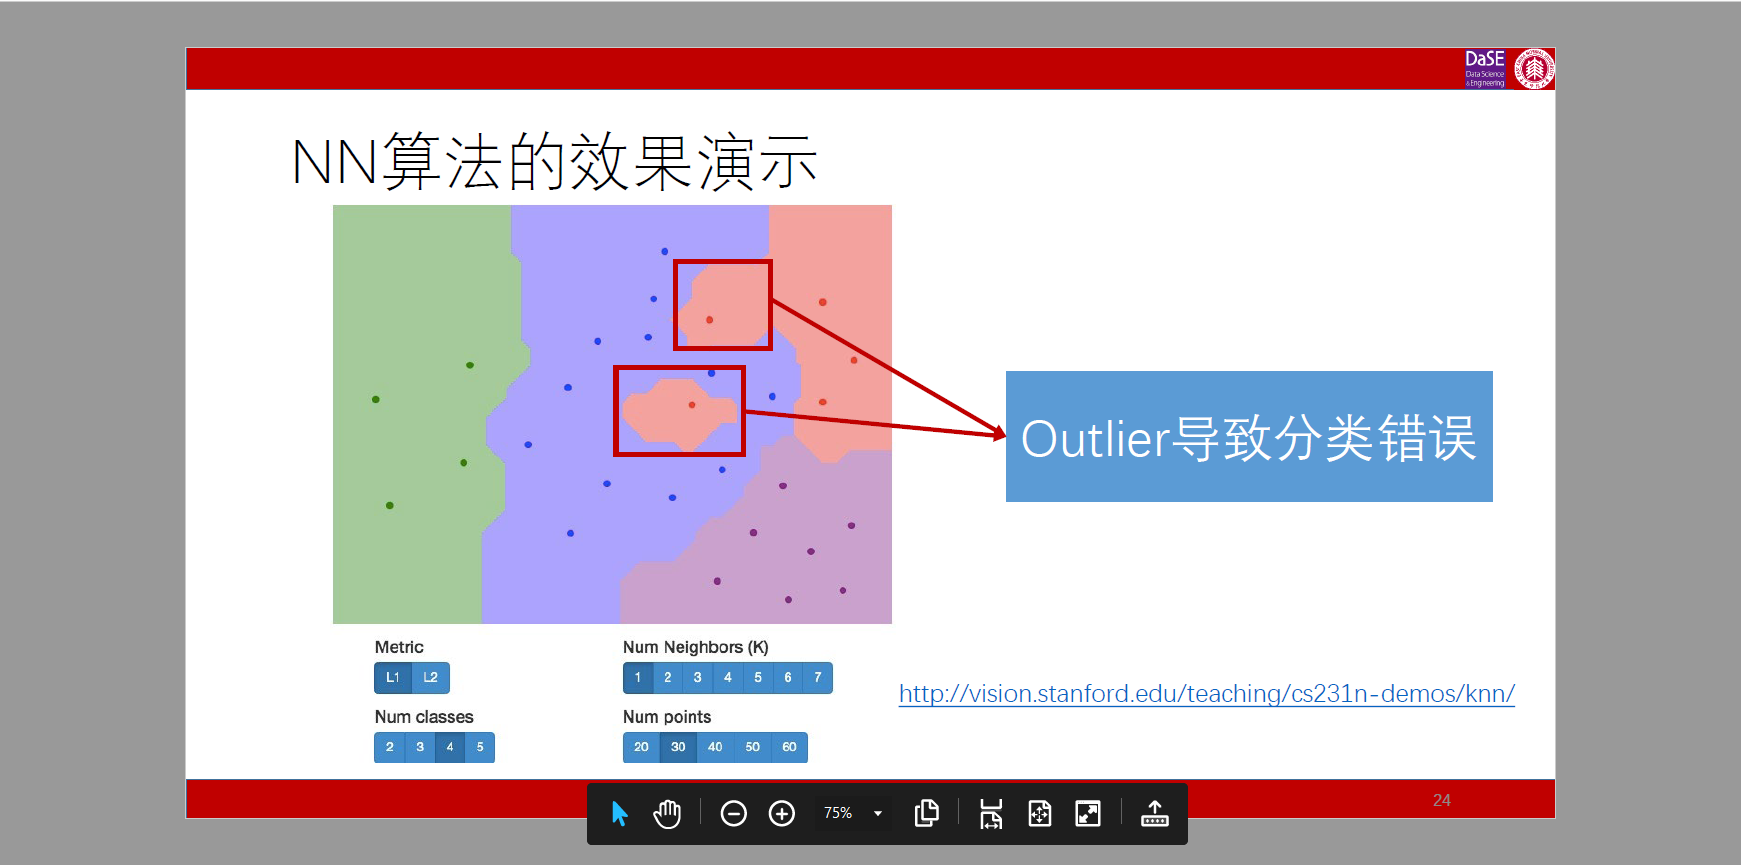 DaSE
Data Science
& Engineering
NN算法的效果演示
Outlier导致分类错误
Metric
L1 L2
Num Neighbors (K)
1 2 3 4 5 6 7
Num classes
2 3 4 5
Num points
20 30 40 50 60
http://vision.stanford.edu/teaching/cs231n-demos/knn/
24
75%